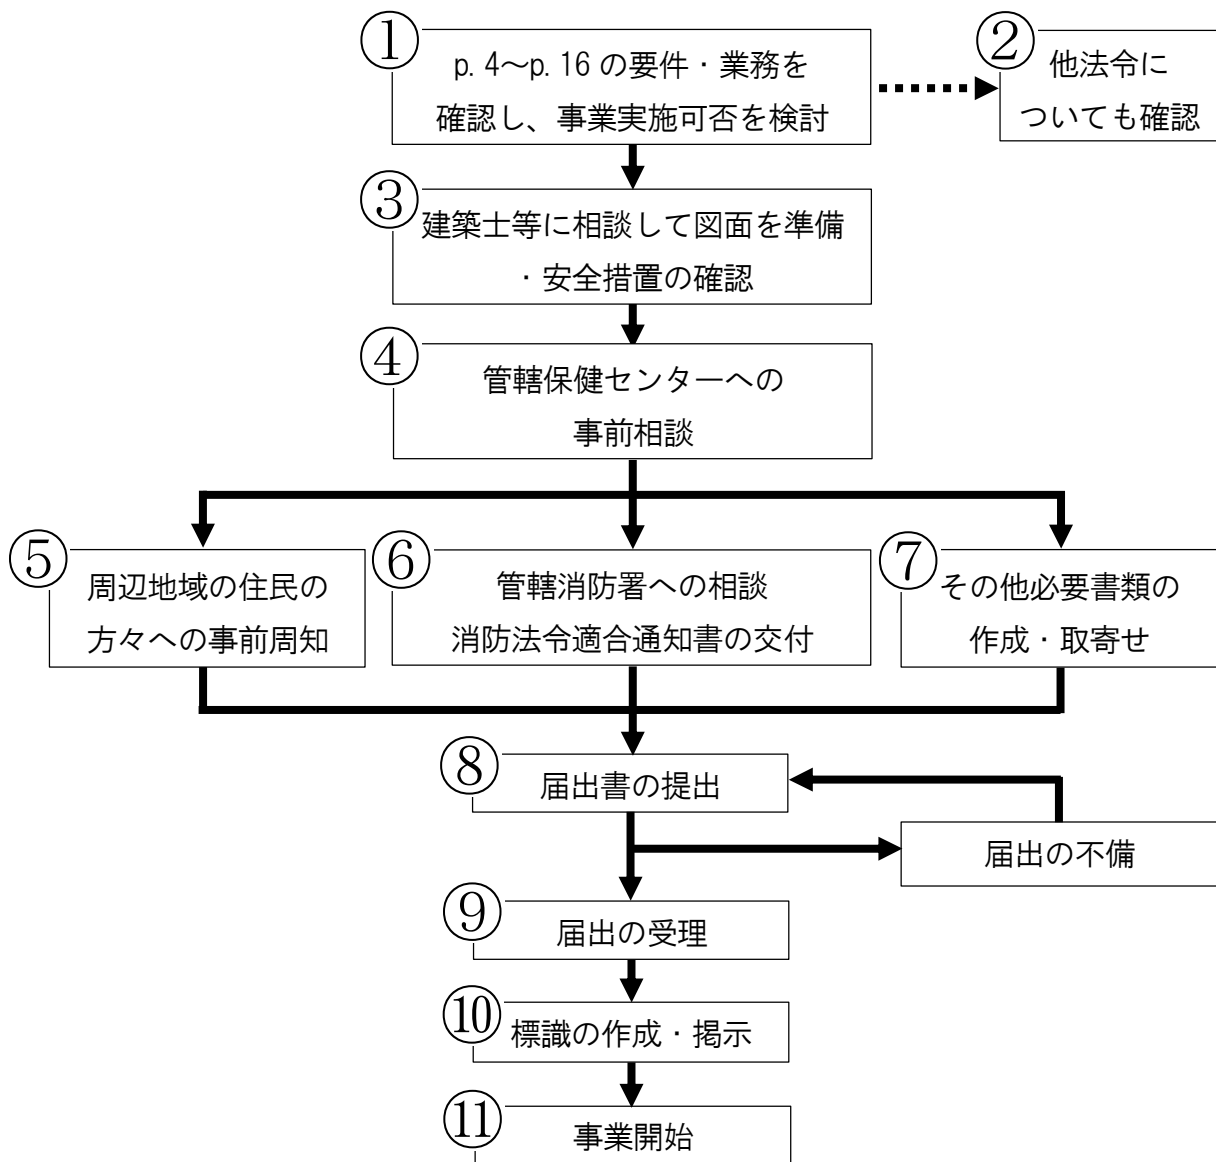 ①
p.4～p.16の要件・業務を
確認し、事業実施可否を検討
②
他法令に
ついても確認
③
建築士等に相談して図面を準備
・安全措置の確認
④
管轄保健センターへの
事前相談
⑤
周辺地域の住民の
方々への事前周知
⑥
管轄消防署への相談
消防法令適合通知書の交付
⑦
その他必要書類の
作成・取寄せ
⑧
届出書の提出
届出の不備
⑨
届出の受理
⑩
標識の作成・掲示
⑪
事業開始